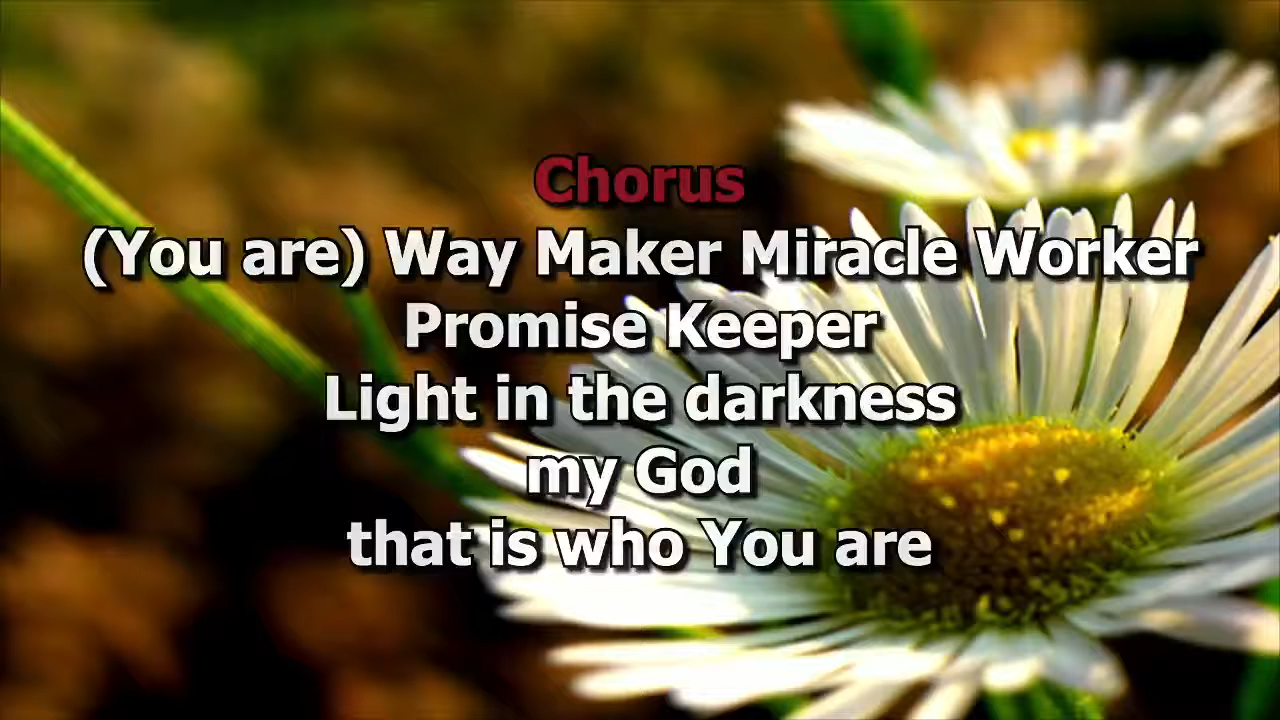 Chorus
(You are) Way Maker Miracle Worker
Promise Keeper
Light in the darkness
my God
that is who You are